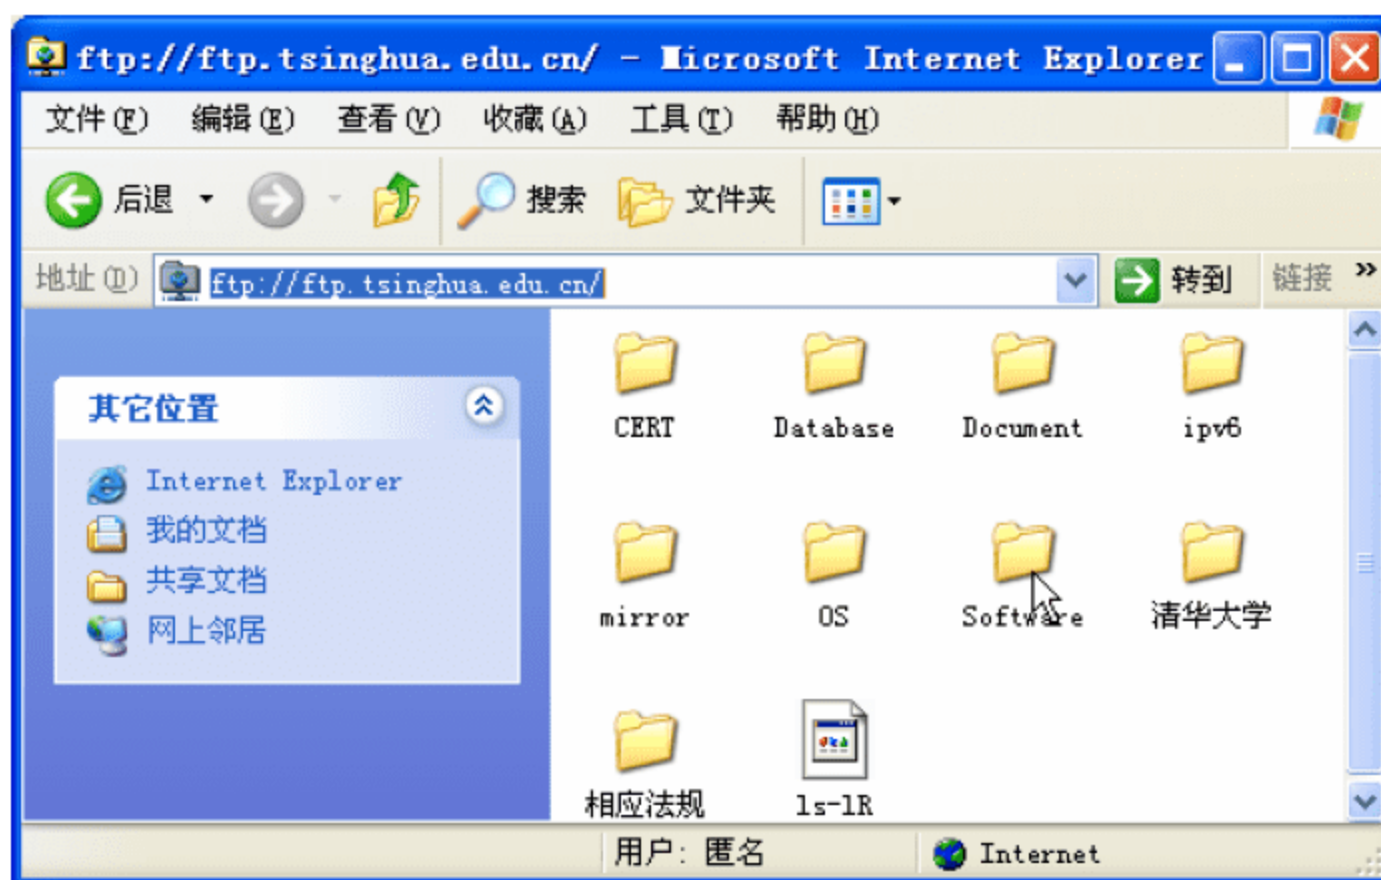 ftp://ftp.tsinghua.edu.cn/ - Microsoft Internet Explorer
文件(F) 编辑(E) 查看(V) 收藏(A) 工具(T) 帮助(H)
后退 搜索 文件夹
地址(D) ftp://ftp.tsinghua.edu.cn/ 转到 链接 »
其它位置
Internet Explorer
我的文档
共享文档
网上邻居
CERT Database Document ipv6
mirror OS Software 清华大学
相应法规 ls-lR
用户: 匿名 Internet